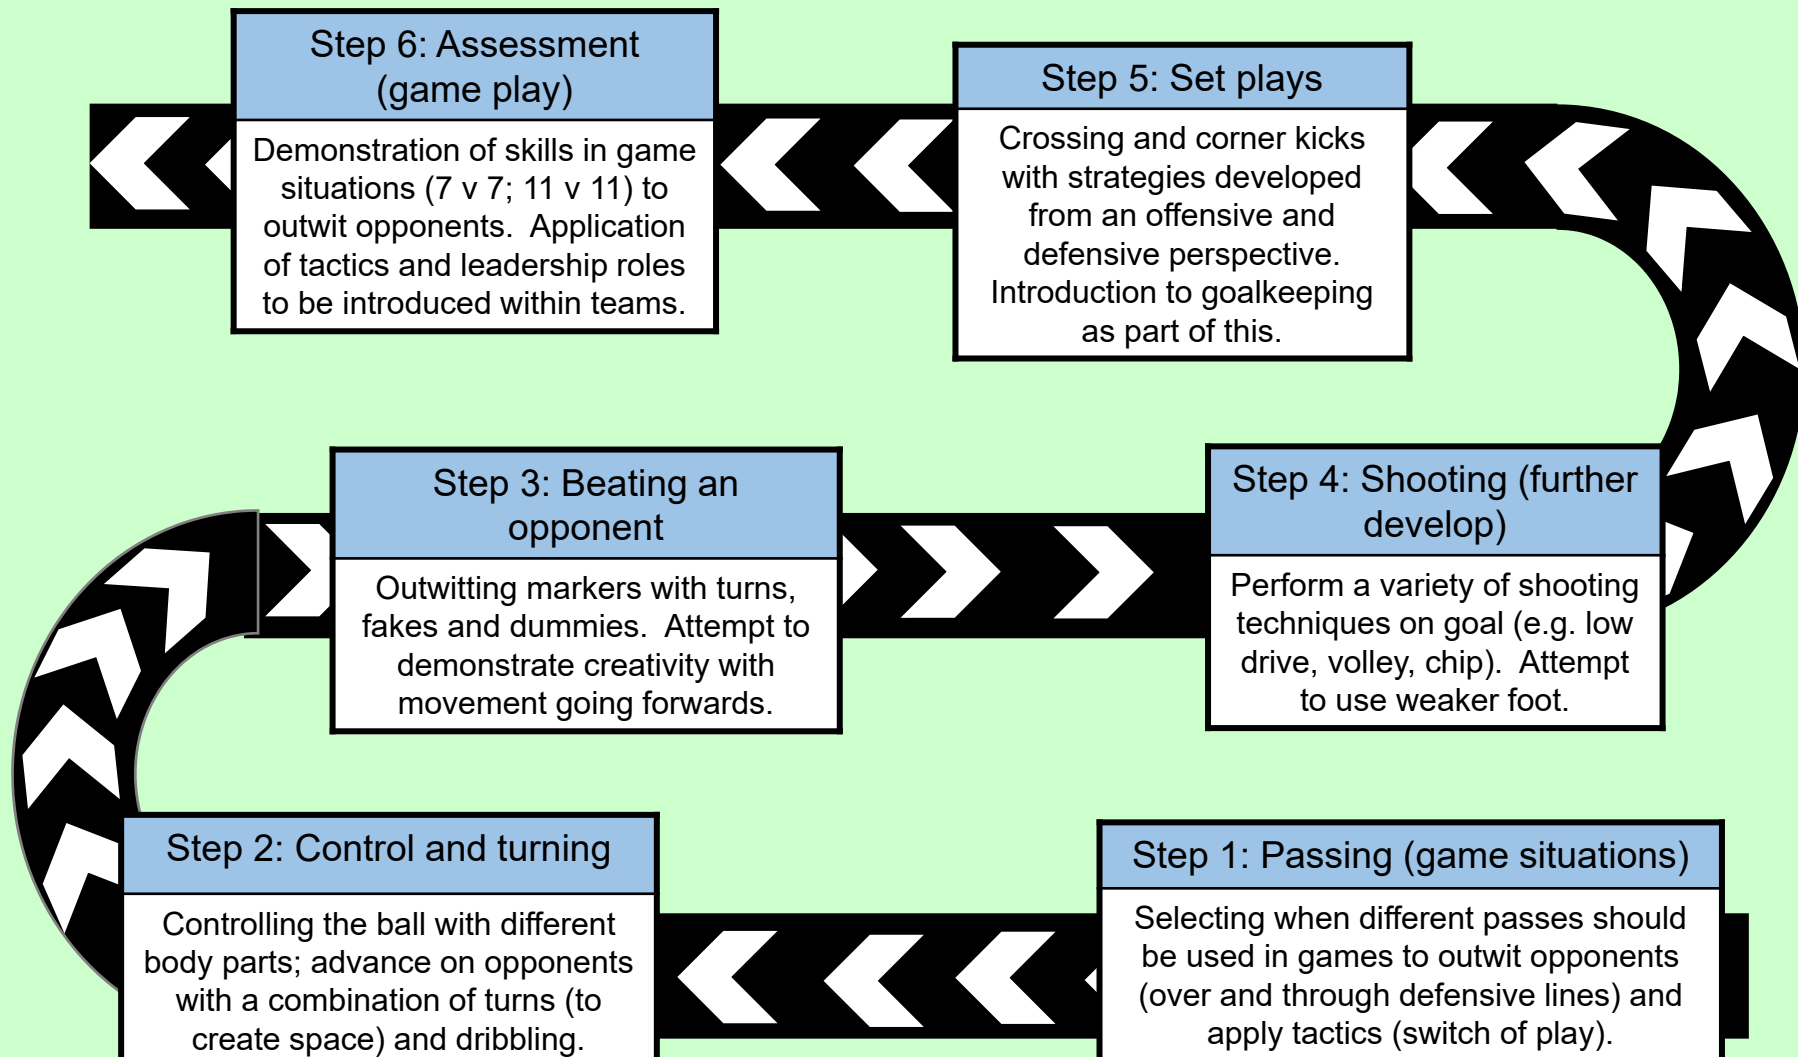 Step 6: Assessment
(game play)
Demonstration of skills in game
situations (7 v 7; 11 v 11) to
outwit opponents.  Application
of tactics and leadership roles
to be introduced within teams.
Step 5: Set plays
Crossing and corner kicks
with strategies developed
from an offensive and
defensive perspective.
Introduction to goalkeeping
as part of this.
Step 3: Beating an
opponent
Outwitting markers with turns,
fakes and dummies.  Attempt to
demonstrate creativity with
movement going forwards.
Step 4: Shooting (further
develop)
Perform a variety of shooting
techniques on goal (e.g. low
drive, volley, chip).  Attempt
to use weaker foot.
Step 2: Control and turning
Controlling the ball with different
body parts; advance on opponents
with a combination of turns (to
create space) and dribbling.
Step 1: Passing (game situations)
Selecting when different passes should
be used in games to outwit opponents
(over and through defensive lines) and
apply tactics (switch of play).